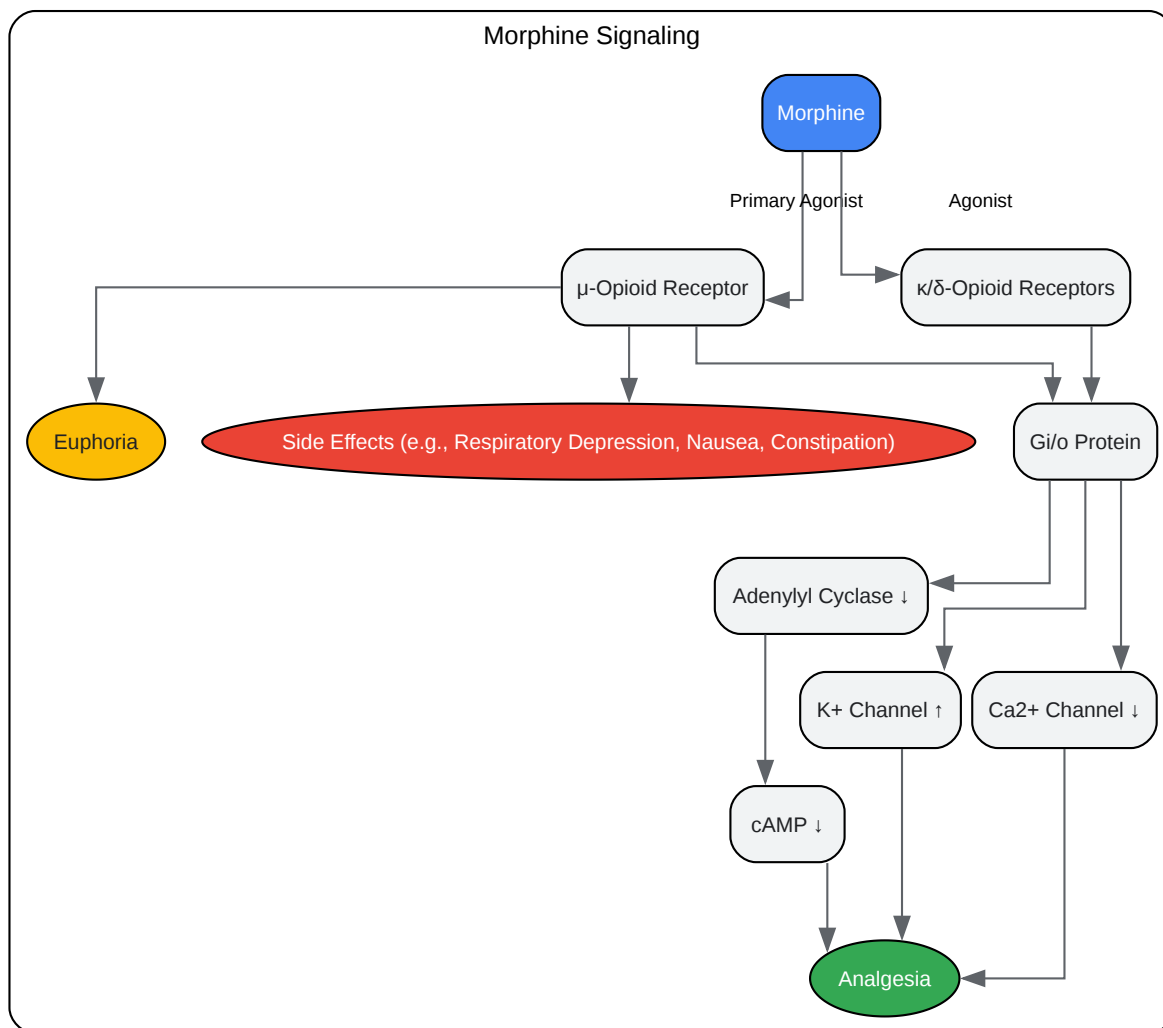 Morphine Signaling
Morphine
Primary Agonist
Agonist
μ-Opioid Receptor
κ/δ-Opioid Receptors
Euphoria
Side Effects (e.g., Respiratory Depression, Nausea, Constipation)
Gi/o Protein
Adenylyl Cyclase ↓
K+ Channel ↑
Ca2+ Channel ↓
cAMP ↓
Analgesia